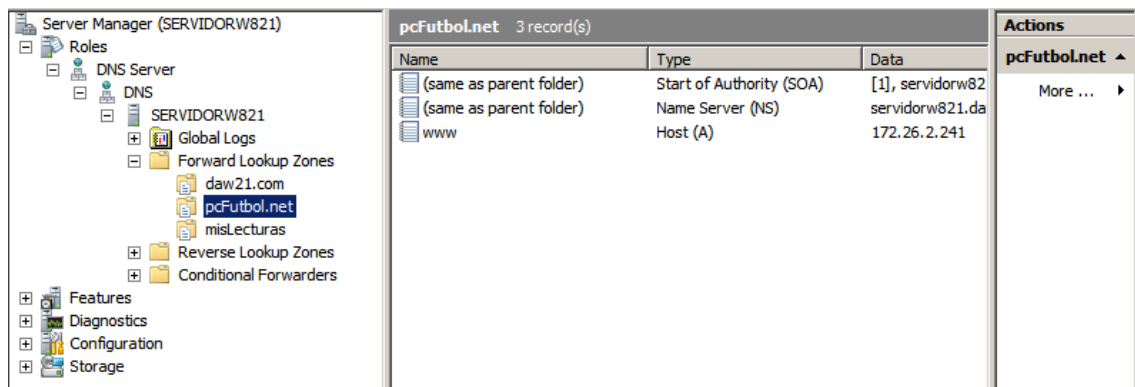 Server Manager (SERVIDORW821)
Roles
DNS Server
DNS
SERVIDORW821
Global Logs
Forward Lookup Zones
daw21.com
pcFutbol.net
misLecturas
Reverse Lookup Zones
Conditional Forwarders
Features
Diagnostics
Configuration
Storage
pcFutbol.net 3 record(s)
Name Type Data
(same as parent folder) Start of Authority (SOA) [1], servidorw82
(same as parent folder) Name Server (NS) servidorw821.da
www Host (A) 172.26.2.241
Actions
pcFutbol.net
More ...